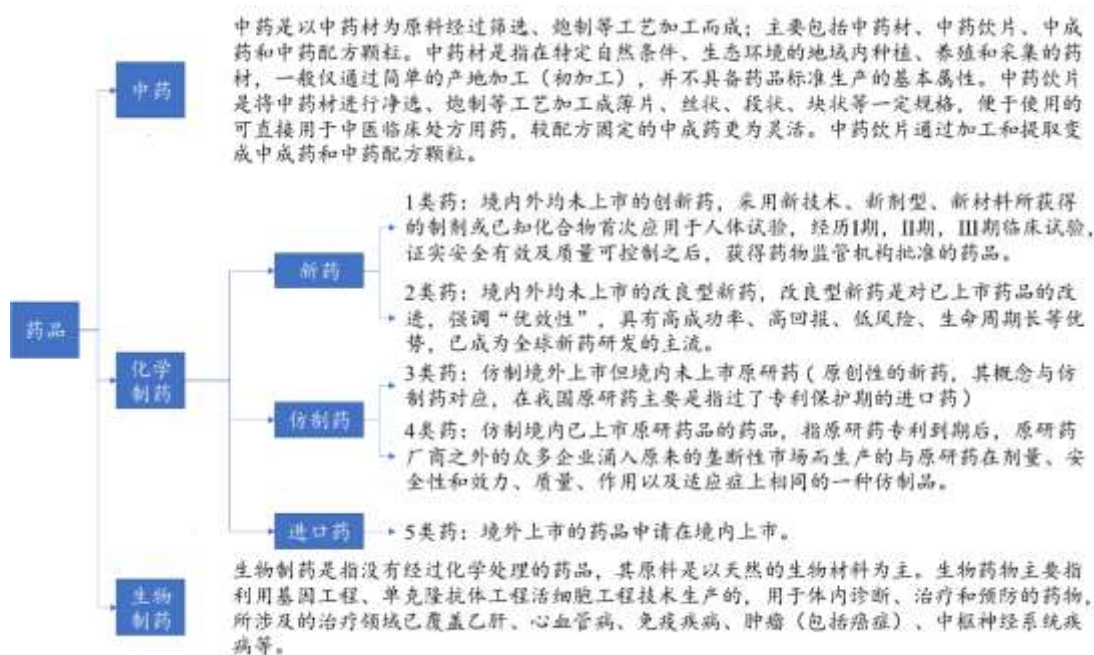 中药是以中药材为原料经过筛选、炮制等工艺加工而成；主要包括中药材、中药饮片、中成
药和中药配方颗粒。中药材是指在特定自然条件、生态环境的地域内种植、养殖和采集的药
材，一般仅通过简单的产地加工（初加工），并不具备药品标准生产的基本属性。中药饮片
是将中药材进行净选、炮制等工艺加工成薄片、丝状、段状、块状等一定规格，便于使用的
可直接用于中医临床处方用药，较配方固定的中成药更为灵活。中药饮片通过加工和提取变
成中成药和中药配方颗粒。
中药
1类药：境内外均未上市的创新药，采用新技术、新剂型、新材料所获得
的制剂或已知化合物首次应用于人体试验，经历I期，II期，III期临床试验，
证实安全有效及质量可控制之后，获得药物监管机构批准的药品。
新药
2类药：境内外均未上市的改良型新药，改良型新药是对已上市药品的改
进，强调“优效性”，具有高成功率、高回报、低风险、生命周期长等优
势，已成为全球新药研发的主流。
药品
化学
制药
3类药：仿制境外上市但境内未上市原研药（原创性的新药，其概念与仿
制药对应，在我国原研药主要是指过了专利保护期的进口药）
仿制药
4类药：仿制境内已上市原研药品的药品，指原研药专利到期后，原研药
厂商之外的众多企业涌入原来的垄断性市场而生产的与原研药在剂量、安
全性和效力、质量、作用以及适应症上相同的一种仿制品。
进口药
5类药：境外上市的药品申请在境内上市。
生物
制药
生物制药是指没有经过化学处理的药品，其原料是以天然的生物材料为主。生物药物主要指
利用基因工程、单克隆抗体工程活细胞工程技术生产的，用于体内诊断、治疗和预防的药物，
所涉及的治疗领域已覆盖乙肝、心血管病、免疫疾病、肿瘤（包括癌症）、中枢神经系统疾
病等。